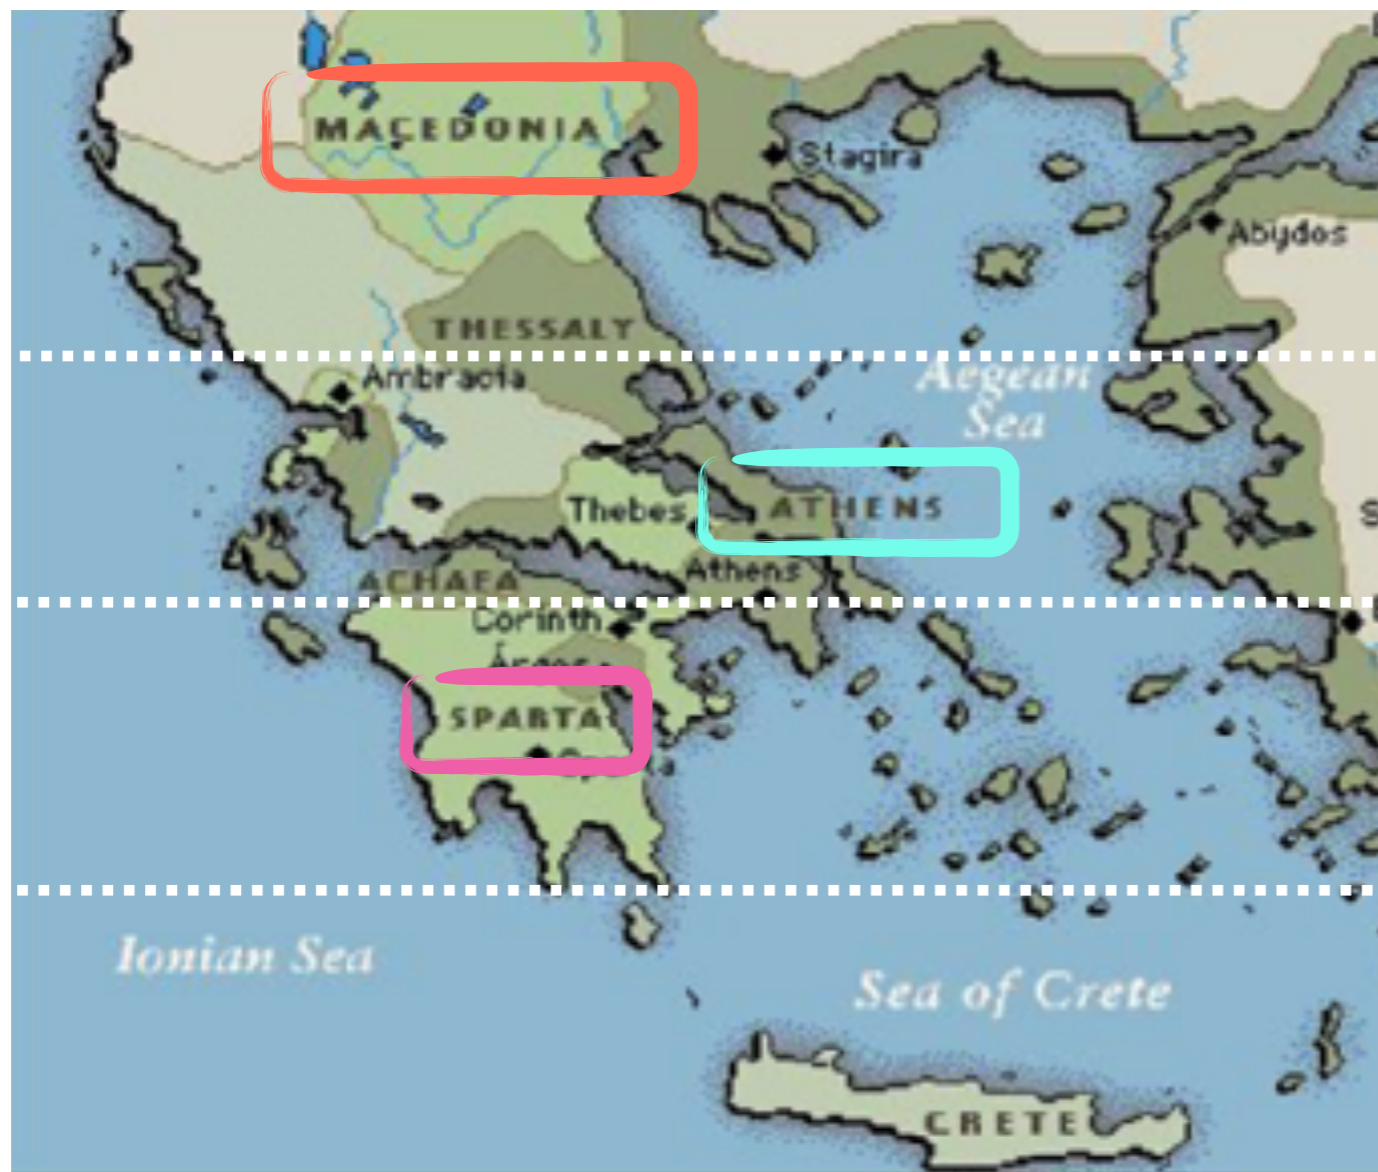 MACEDONIA
Stagira
Abydos
THESSALY
Ambracia
Aegean
Sea
Thebes
ATHENS
Athens
ACHAEA
Corinth
SPARTA
Ionian Sea
Sea of Crete
CRETE